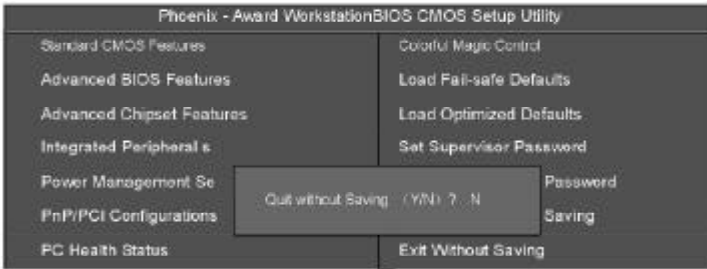 Phoenix - Award WorkstationBIOS CMOS Setup Utility
Standard CMOS Features
Advanced BIOS Features
Advanced Chipset Features
Integrated Peripheral s
Power Management Se
PnP/PCI Configurations
PC Health Status
Colorful Magic Control
Load Fail-safe Defaults
Load Optimized Defaults
Set Supervisor Password
Password
Saving
Exit Without Saving
Quit without Saving (Y/N) ? N